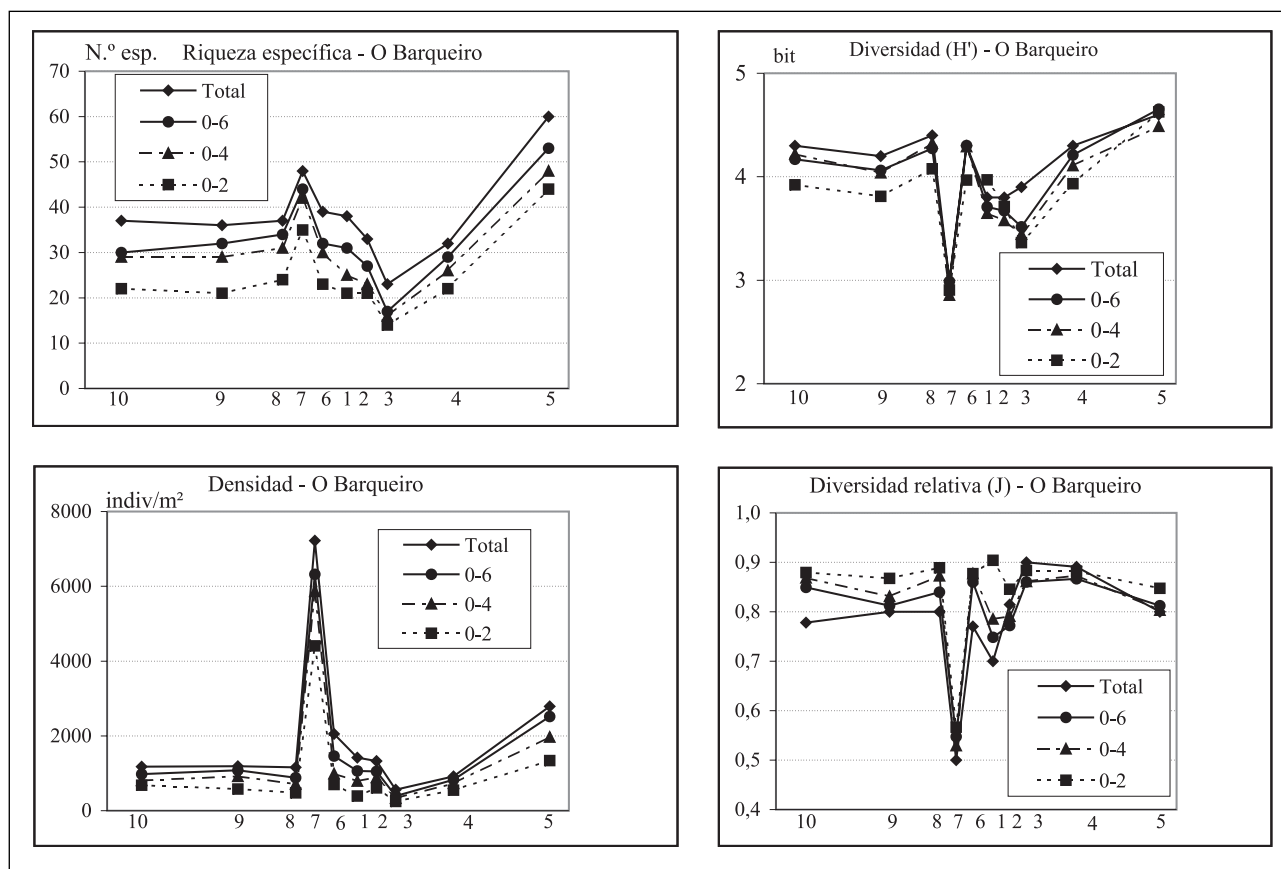 N.º esp. Riqueza específica - O Barqueiro
70
60
50
40
30
20
10
0
Total
0-6
0-4
0-2
10 9 8 7 6 1 2 3 4 5
Diversidad (H') - O Barqueiro
bit
5
4
3
2
Total
0-6
0-4
0-2
10 9 8 7 6 1 2 3 4 5
Densidad - O Barqueiro
indiv/m²
8000
6000
4000
2000
0
Total
0-6
0-4
0-2
10 9 8 7 6 1 2 3 4 5
Diversidad relativa (J) - O Barqueiro
1,0
0,9
0,8
0,7
0,6
0,5
0,4
Total
0-6
0-4
0-2
10 9 8 7 6 1 2 3 4 5